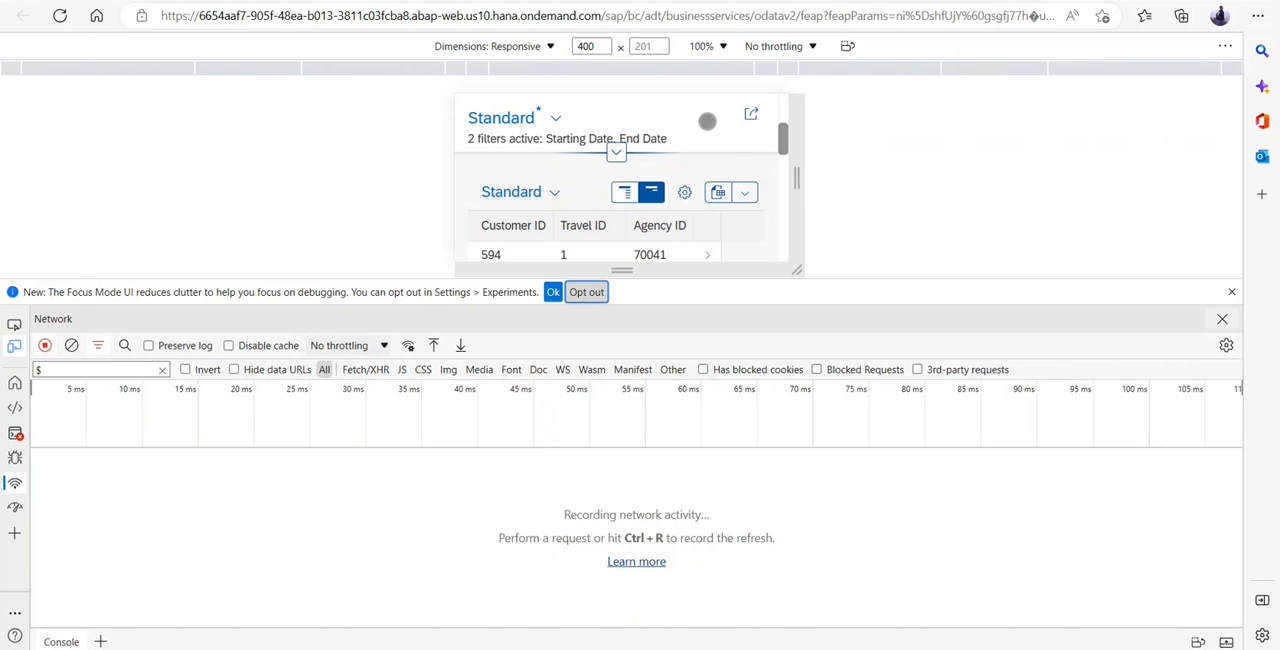 https://6654aaf7-905f-48ea-b013-3811c03fcba8.abap-web.us10.hana.ondemand.com/sap/bc/adt/businessservices/odatav2/feap?feapParams=ni%5DshfUjY%60gsgfj77h�u...
Dimensions: Responsive 400 × 201 100% No throttling
Standard*
2 filters active: Starting Date, End Date
Standard
Customer ID Travel ID Agency ID
594 1 70041
New: The Focus Mode UI reduces clutter to help you focus on debugging. You can opt out in Settings > Experiments. Ok Opt out
Network
Preserve log Disable cache No throttling
$ Invert Hide data URLs All Fetch/XHR JS CSS Img Media Font Doc WS Wasm Manifest Other Has blocked cookies Blocked Requests 3rd-party requests
5 ms 10 ms 15 ms 20 ms 25 ms 30 ms 35 ms 40 ms 45 ms 50 ms 55 ms 60 ms 65 ms 70 ms 75 ms 80 ms 85 ms 90 ms 95 ms 100 ms 105 ms 11
Recording network activity...
Perform a request or hit Ctrl + R to record the refresh.
Learn more
Console